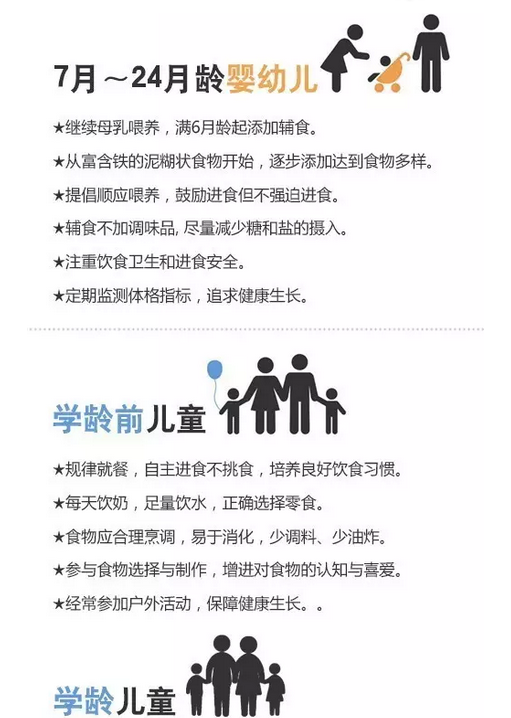 7月～24月龄婴幼儿
★继续母乳喂养，满6月龄起添加辅食。
★从富含铁的泥糊状食物开始，逐步添加达到食物多样。
★提倡顺应喂养，鼓励进食但不强迫进食。
★辅食不加调味品, 尽量减少糖和盐的摄入。
★注重饮食卫生和进食安全。
★定期监测体格指标，追求健康生长。
学龄前儿童
★规律就餐，自主进食不挑食，培养良好饮食习惯。
★每天饮奶，足量饮水，正确选择零食。
★食物应合理烹调，易于消化，少调料、少油炸。
★参与食物选择与制作，增进对食物的认知与喜爱。
★经常参加户外活动，保障健康生长。。
学龄儿童